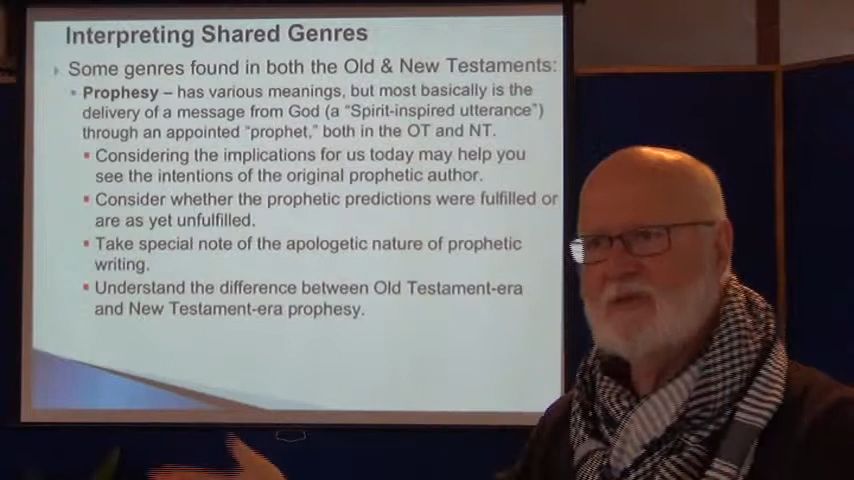 Interpreting Shared Genres
Some genres found in both the Old & New Testaments:
Prophesy – has various meanings, but most basically is the
delivery of a message from God (a “Spirit-inspired utterance”)
through an appointed “prophet,” both in the OT and NT.
Considering the implications for us today may help you
see the intentions of the original prophetic author.
Consider whether the prophetic predictions were fulfilled or
are as yet unfulfilled.
Take special note of the apologetic nature of prophetic
writing.
Understand the difference between Old Testament-era
and New Testament-era prophesy.